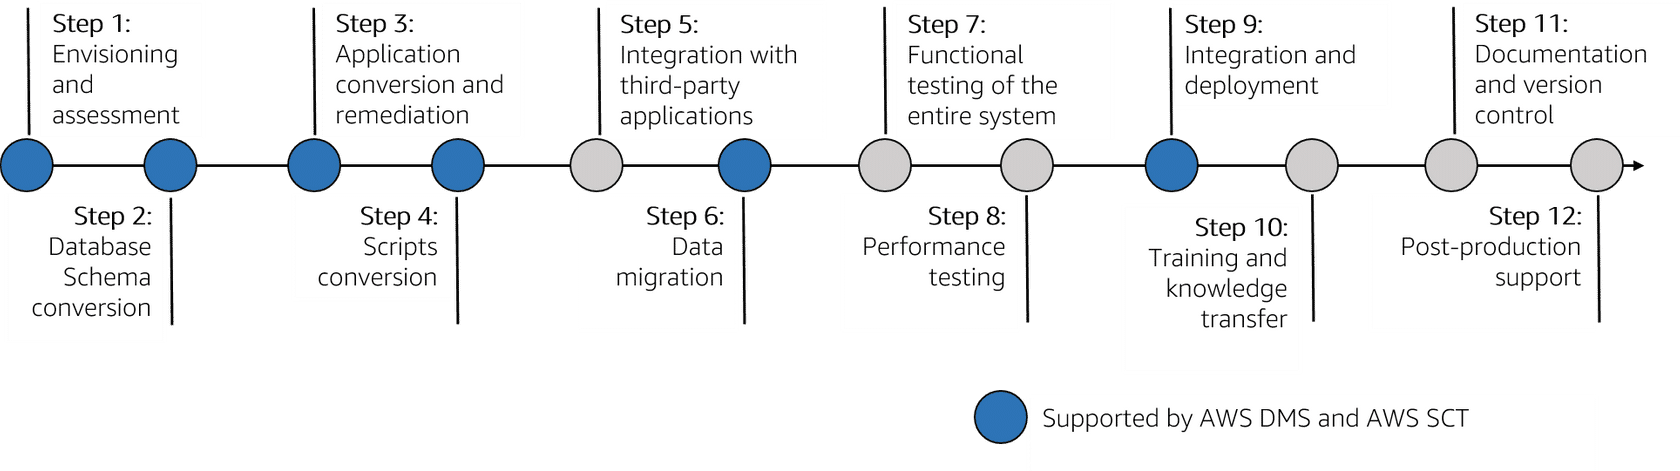 Step 1:
Envisioning
and
assessment
Step 2:
Database
Schema
conversion
Step 3:
Application
conversion and
remediation
Step 4:
Scripts
conversion
Step 5:
Integration with
third-party
applications
Step 6:
Data
migration
Step 7:
Functional
testing of the
entire system
Step 8:
Performance
testing
Step 9:
Integration and
deployment
Step 10:
Training and
knowledge
transfer
Step 11:
Documentation
and version
control
Step 12:
Post-production
support
Supported by AWS DMS and AWS SCT